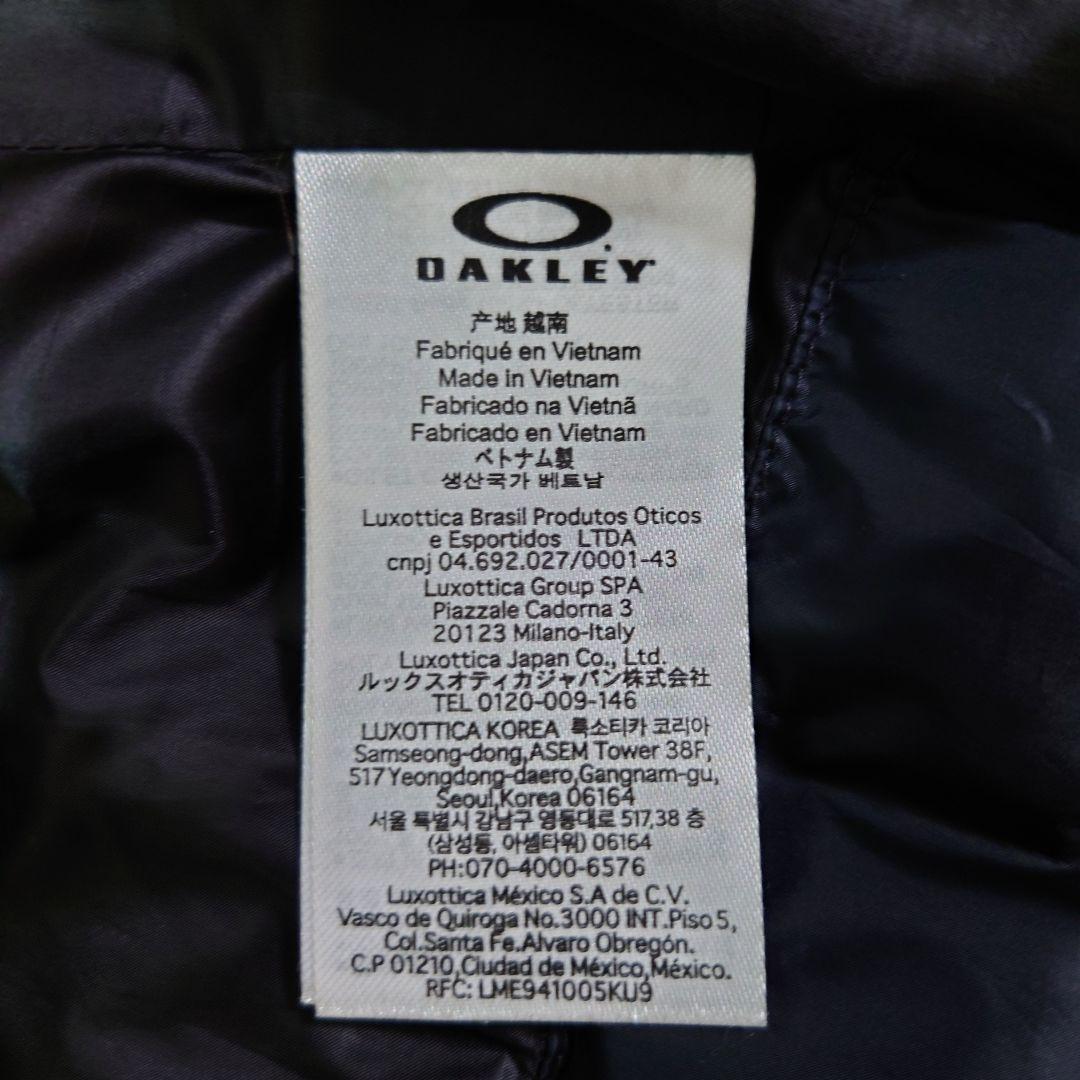 OAKLEY
产地 越南
Fabriqué en Vietnam
Made in Vietnam
Fabricado na Vietnã
Fabricado en Vietnam
ベトナム製
생산국가 베트남
Luxottica Brasil Produtos Oticos
e Esportidos LTDA
cnpj 04.692.027/0001-43
Luxottica Group SPA
Piazzale Cadorna 3
20123 Milano-Italy
Luxottica Japan Co., Ltd.
ルックスオティカジャパン株式会社
TEL 0120-009-146
LUXOTTICA KOREA 룩소티카 코리아
Samseong-dong,ASEM Tower 38F,
517 Yeongdong-daero,Gangnam-gu,
Seoul,Korea 06164
서울 특별시 강남구 영동대로 517,38 층
(삼성동, 아셈타워) 06164
PH:070-4000-6576
Luxottica México S.A de C.V.
Vasco de Quiroga No.3000 INT.Piso 5,
Col.Santa Fe.Alvaro Obregón.
C.P 01210,Ciudad de México,México.
RFC: LME941005KU9